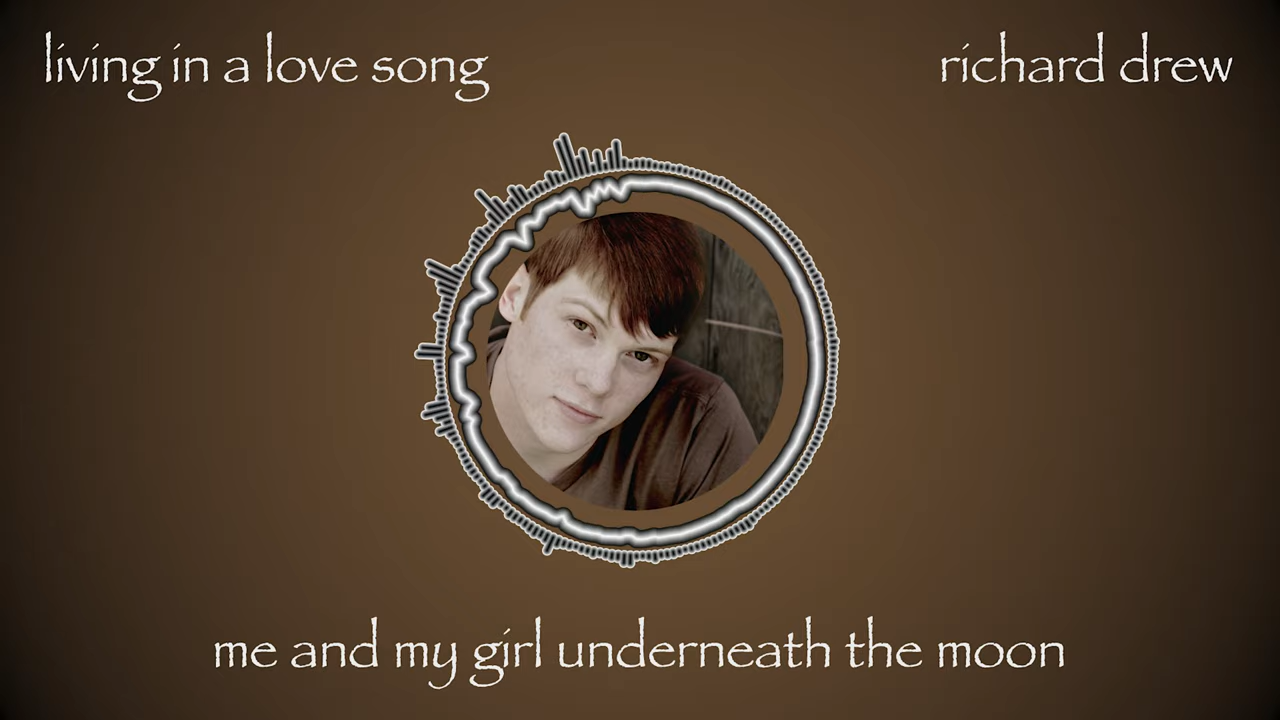 living in a love song
richard drew
me and my girl underneath the moon